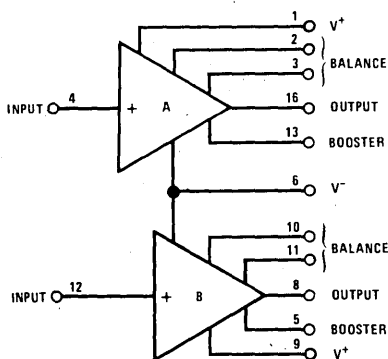 1 V+
2
3 BALANCE
INPUT 4 + A 16 OUTPUT
13 BOOSTER
6 V-
10
11 BALANCE
INPUT 12 + B 8 OUTPUT
5 BOOSTER
9 V+